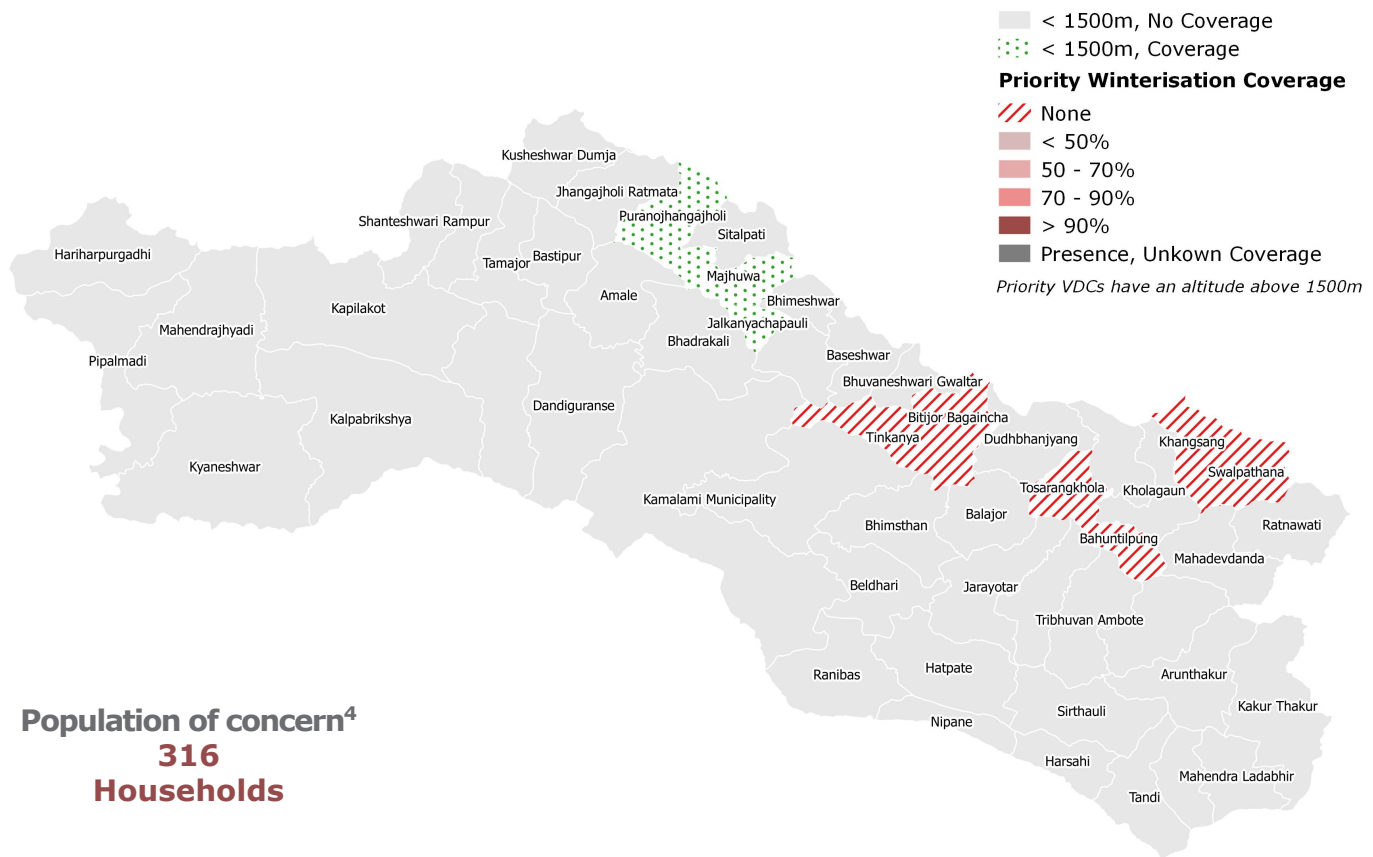 < 1500m, No Coverage
< 1500m, Coverage
Priority Winterisation Coverage
None
< 50%
50 - 70%
70 - 90%
> 90%
Presence, Unkown Coverage
Priority VDCs have an altitude above 1500m
Kusheshwar Dumja
Jhangajholi Ratmata
Puranojhangajholi
Shanteshwari Rampur
Sitalpati
Hariharpurgadhi
Bastipur
Tamajor
Majhuwa
Amale
Bhimeshwar
Kapilakot
Jalkanyachapauli
Mahendrajhyadi
Bhadrakali
Baseshwar
Pipalmadi
Bhuvaneshwari Gwaltar
Dandiguranse
Bitijor Bagaincha
Kalpabrikshya
Tinkanya
Dudhbhanjyang
Khangsang
Kyaneshwar
Swalpathana
Tosarangkhola
Kholagaun
Kamalami Municipality
Balajor
Bhimsthan
Ratnawati
Bahuntilpung
Mahadevdanda
Beldhari
Jarayotar
Tribhuvan Ambote
Hatpate
Ranibas
Arunthakur
Kakur Thakur
Sirthauli
Nipane
Harsahi
Mahendra Ladabhir
Tandi
Population of concern4
316
Households